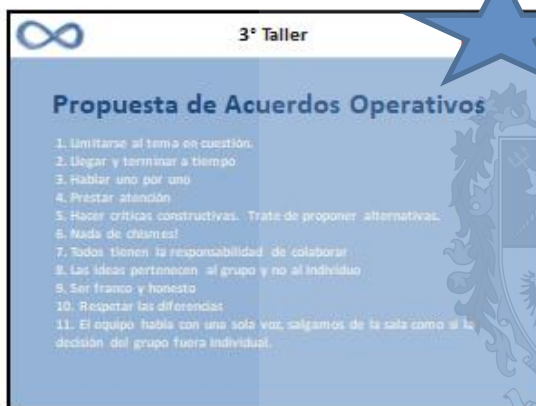 3° Taller
Propuesta de Acuerdos Operativos
1. Limitarse al tema en cuestión.
2. Llegar y terminar a tiempo
3. Hablar uno por uno
4. Prestar atención
5. Hacer críticas constructivas. Trate de proponer alternativas.
6. Nada de chismes!
7. Todos tienen la responsabilidad de colaborar
8. Las ideas pertenecen al grupo y no al individuo
9. Ser franco y honesto
10. Respetar las diferencias
11. El equipo habla con una sola voz, salgamos de la sala como si la
decisión del grupo fuera individual.